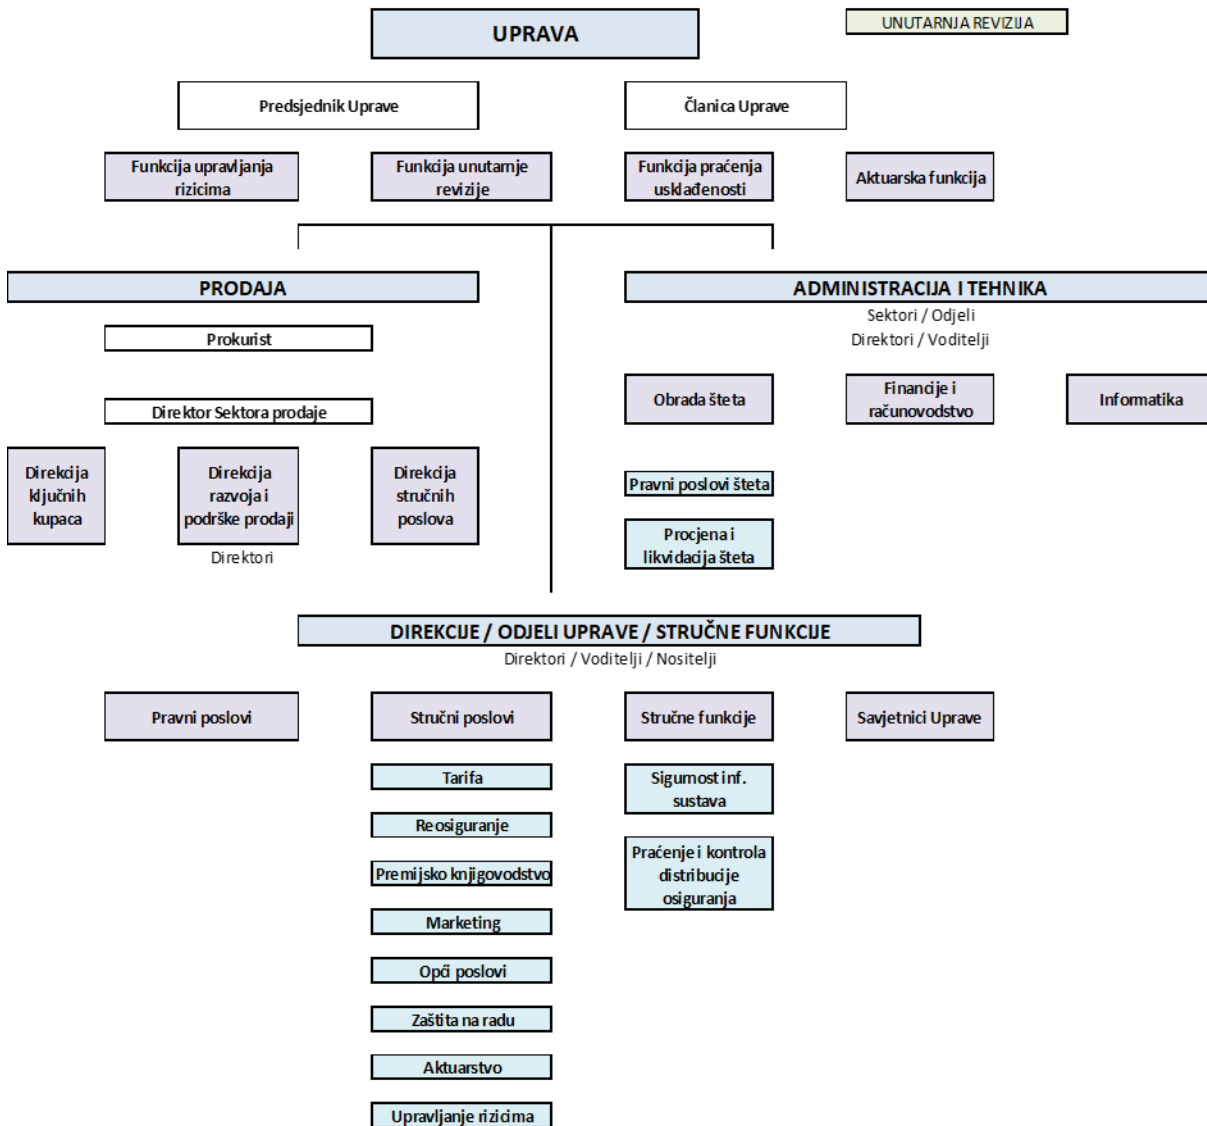 UPRAVA
UNUTARNJA REVIZIJA
Predsjednik Uprave
Članica Uprave
Funkcija upravljanja
rizicima
Funkcija unutarnje
revizije
Funkcija praćenja
usklađenosti
Aktuarska funkcija
PRODAJA
ADMINISTRACIJA I TEHNIKA
Sektori / Odjeli
Direktori / Voditelji
Prokurist
Direktor Sektora prodaje
Obrada šteta
Financije i
računovodstvo
Informatika
Direkcija
ključnih
kupaca
Direkcija
razvoja i
podrške prodaji
Direkcija
stručnih
poslova
Direktori
Pravni poslovi šteta
Procjena i
likvidacija šteta
DIREKCIJE / ODJELI UPRAVE / STRUČNE FUNKCIJE
Direktori / Voditelji / Nositelji
Pravni poslovi
Stručni poslovi
Stručne funkcije
Savjetnici Uprave
Tarifa
Reosiguranje
Premijsko knjigovodstvo
Marketing
Opći poslovi
Zaštita na radu
Aktuarstvo
Upravljanje rizicima
Sigurnost inf.
sustava
Praćenje i kontrola
distribucije
osiguranja